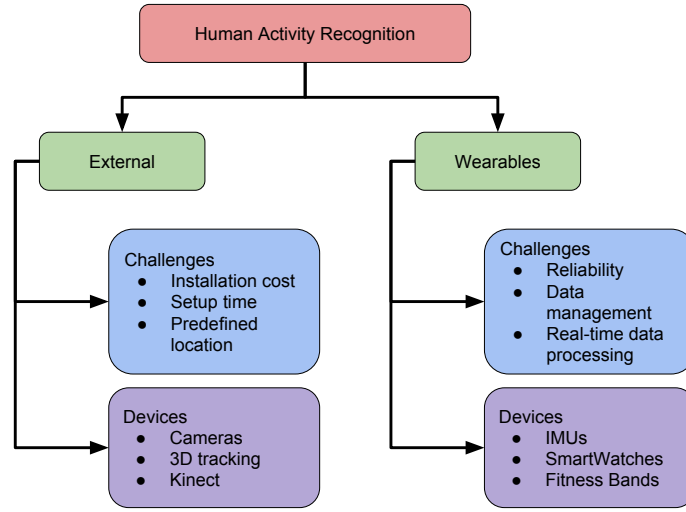 Human Activity Recognition
External
Wearables
Challenges
● Installation cost
● Setup time
● Predefined
location
Challenges
● Reliability
● Data
management
● Real-time data
processing
Devices
● Cameras
● 3D tracking
● Kinect
Devices
● IMUs
● SmartWatches
● Fitness Bands